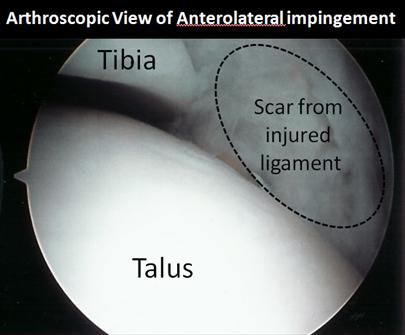 Arthroscopic View of Anterolateral impingement
Tibia
Scar from
injured
ligament
Talus